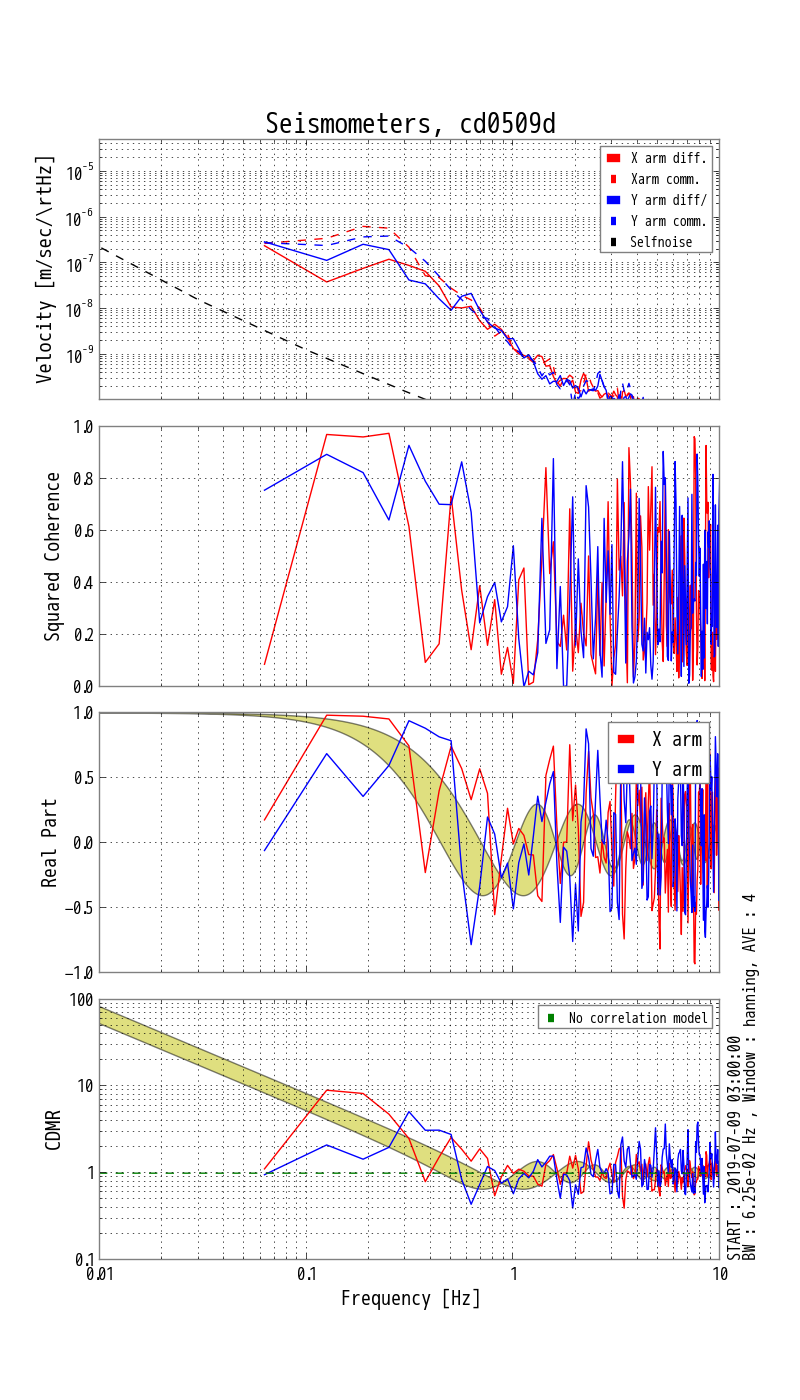 Seismometers, cd0509d
Velocity [m/sec/\rtHz]
10^-5
10^-6
10^-7
10^-8
10^-9
X arm diff.
Xarm comm.
Y arm diff/
Y arm comm.
Selfnoise
Squared Coherence
1.0
0.8
0.6
0.4
0.2
0.0
Real Part
1.0
0.5
0.0
−0.5
−1.0
X arm
Y arm
CDMR
100
10
1
0.1
No correlation model
0.01
0.1
1
10
Frequency [Hz]
START : 2019-07-09 03:00:00
BW : 6.25e-02 Hz , Window : hanning, AVE : 4